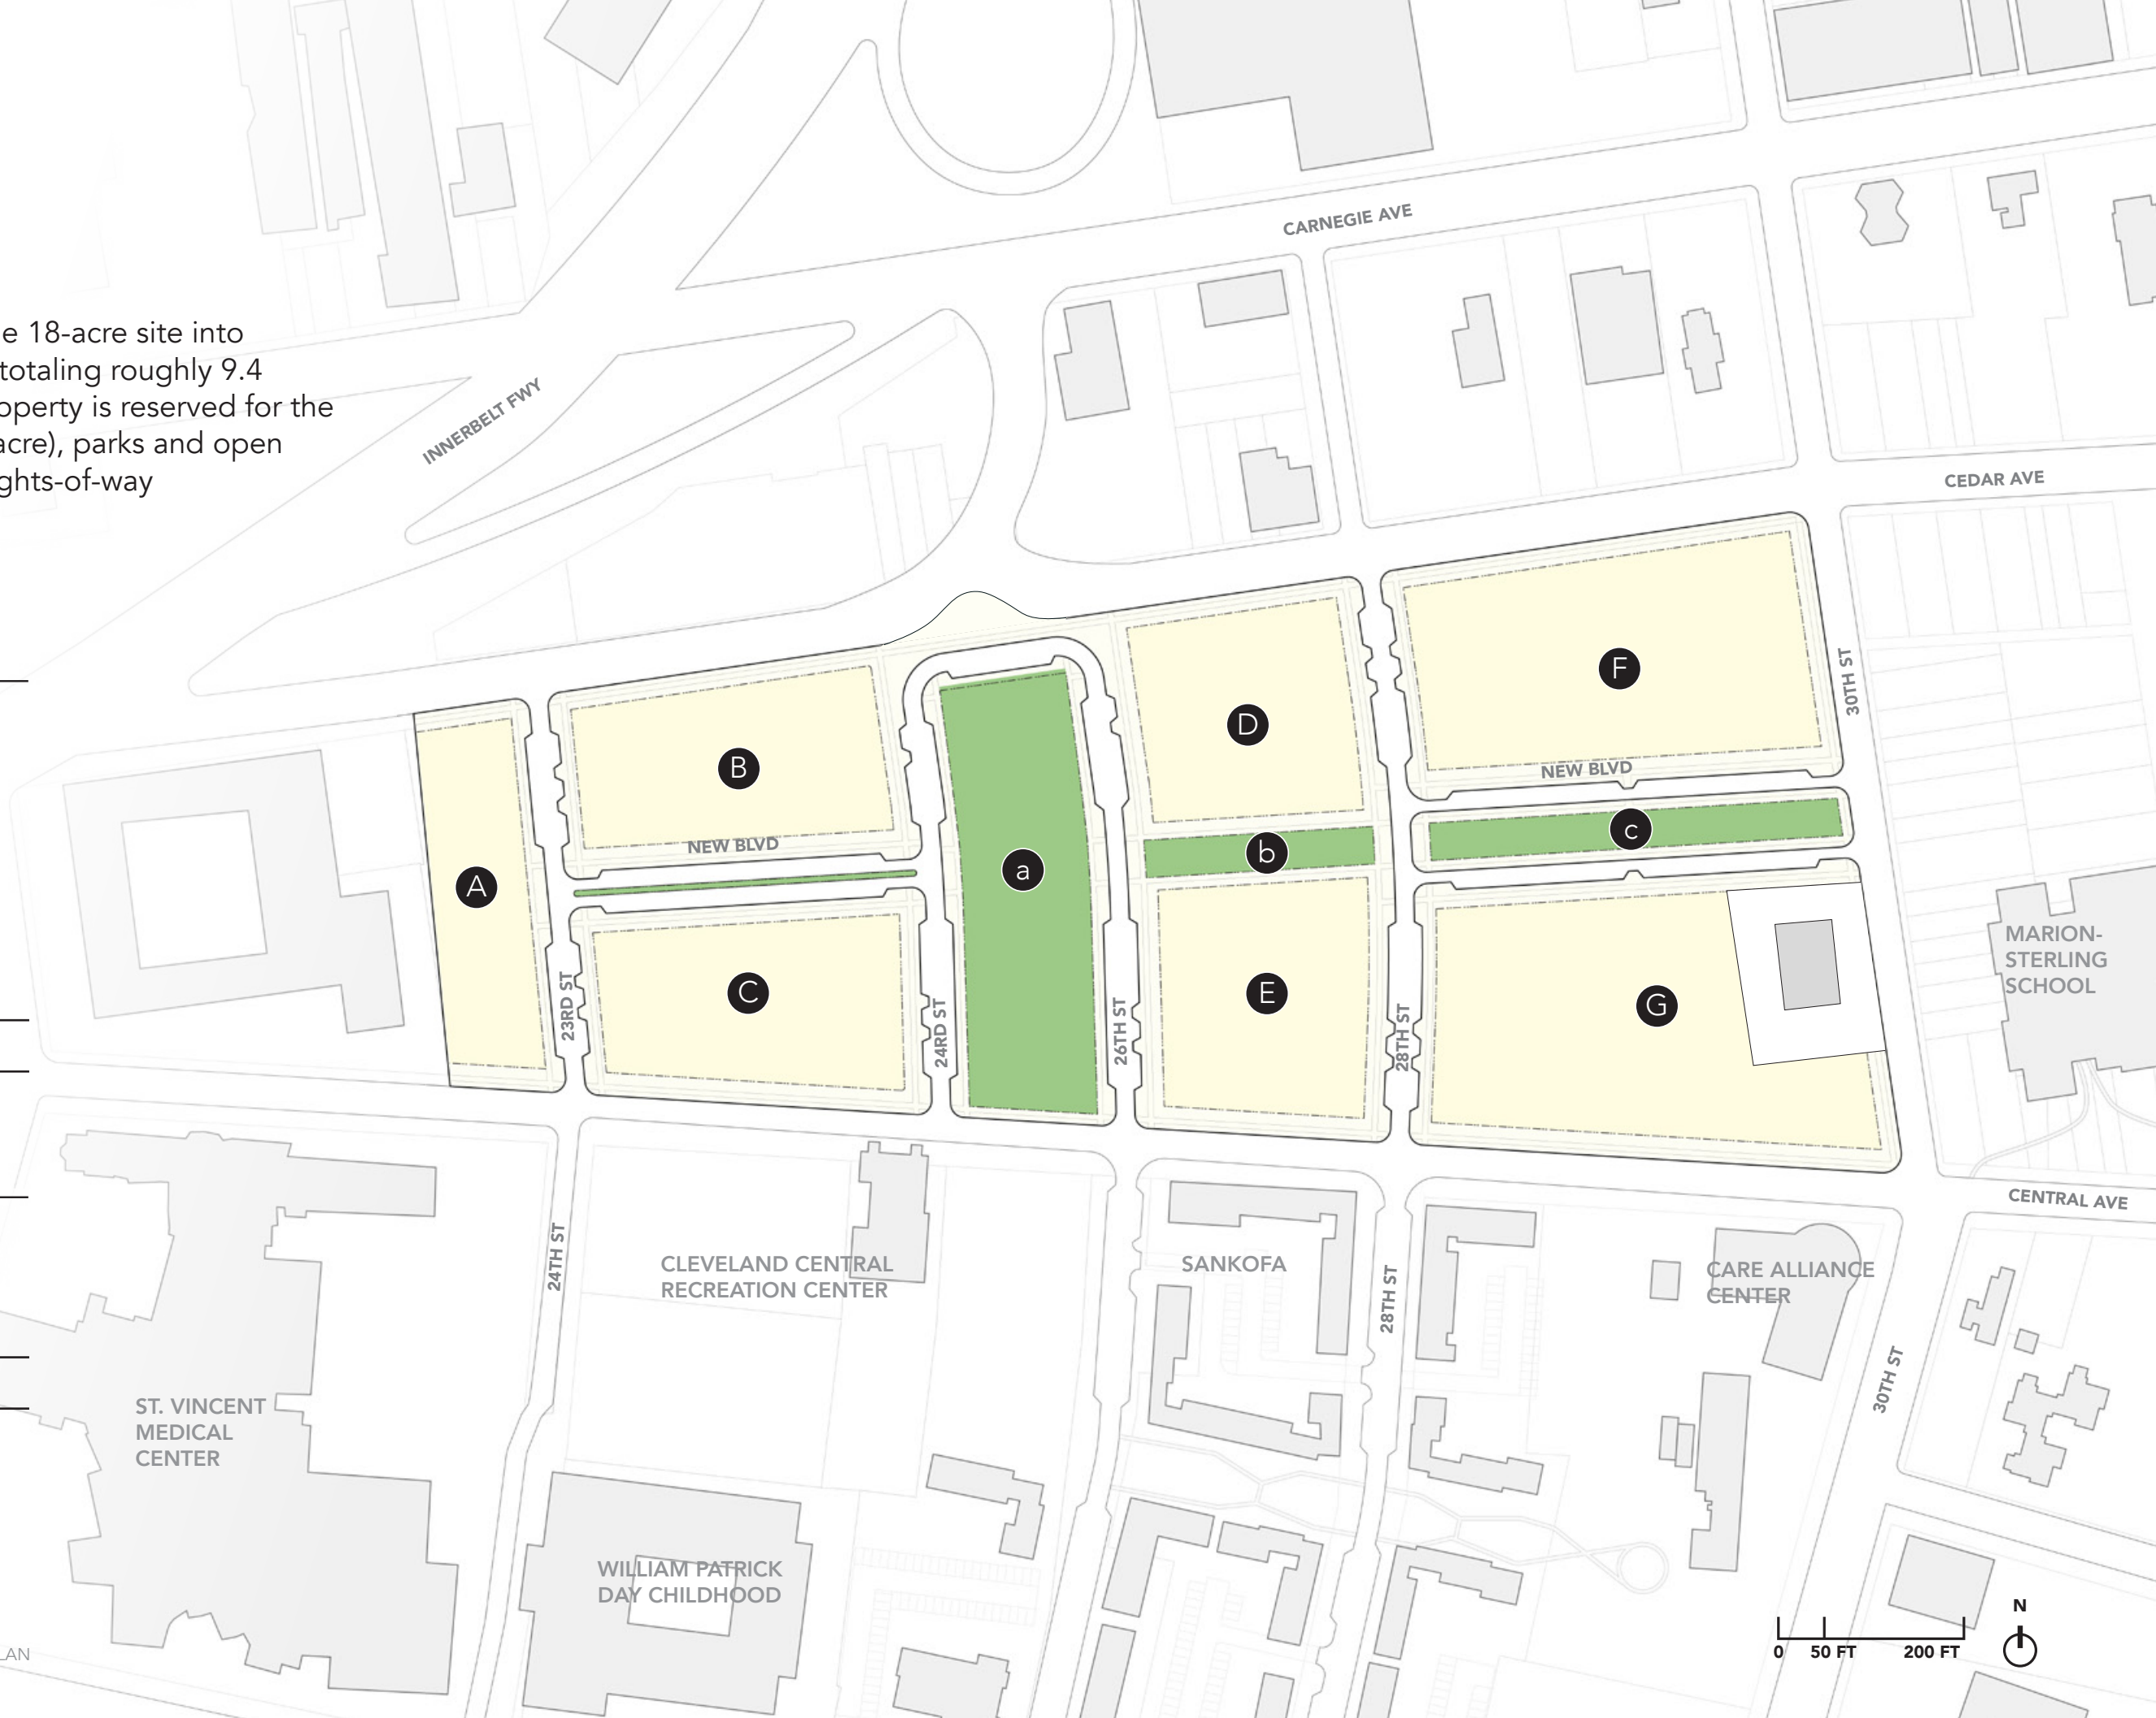 CARNEGIE AVE
e 18-acre site into
totaling roughly 9.4
operty is reserved for the
acre), parks and open
ghts-of-way
INNERBELT FWY
CEDAR AVE
F
30TH ST
D
B
NEW BLVD
c
NEW BLVD
b
a
A
MARION-
STERLING
SCHOOL
C
E
G
23RD ST
24RD ST
26TH ST
28TH ST
CENTRAL AVE
24TH ST
CLEVELAND CENTRAL
RECREATION CENTER
SANKOFA
28TH ST
CARE ALLIANCE
CENTER
30TH ST
ST. VINCENT
MEDICAL
CENTER
WILLIAM PATRICK
DAY CHILDHOOD
N
0 50 FT 200 FT
LAN